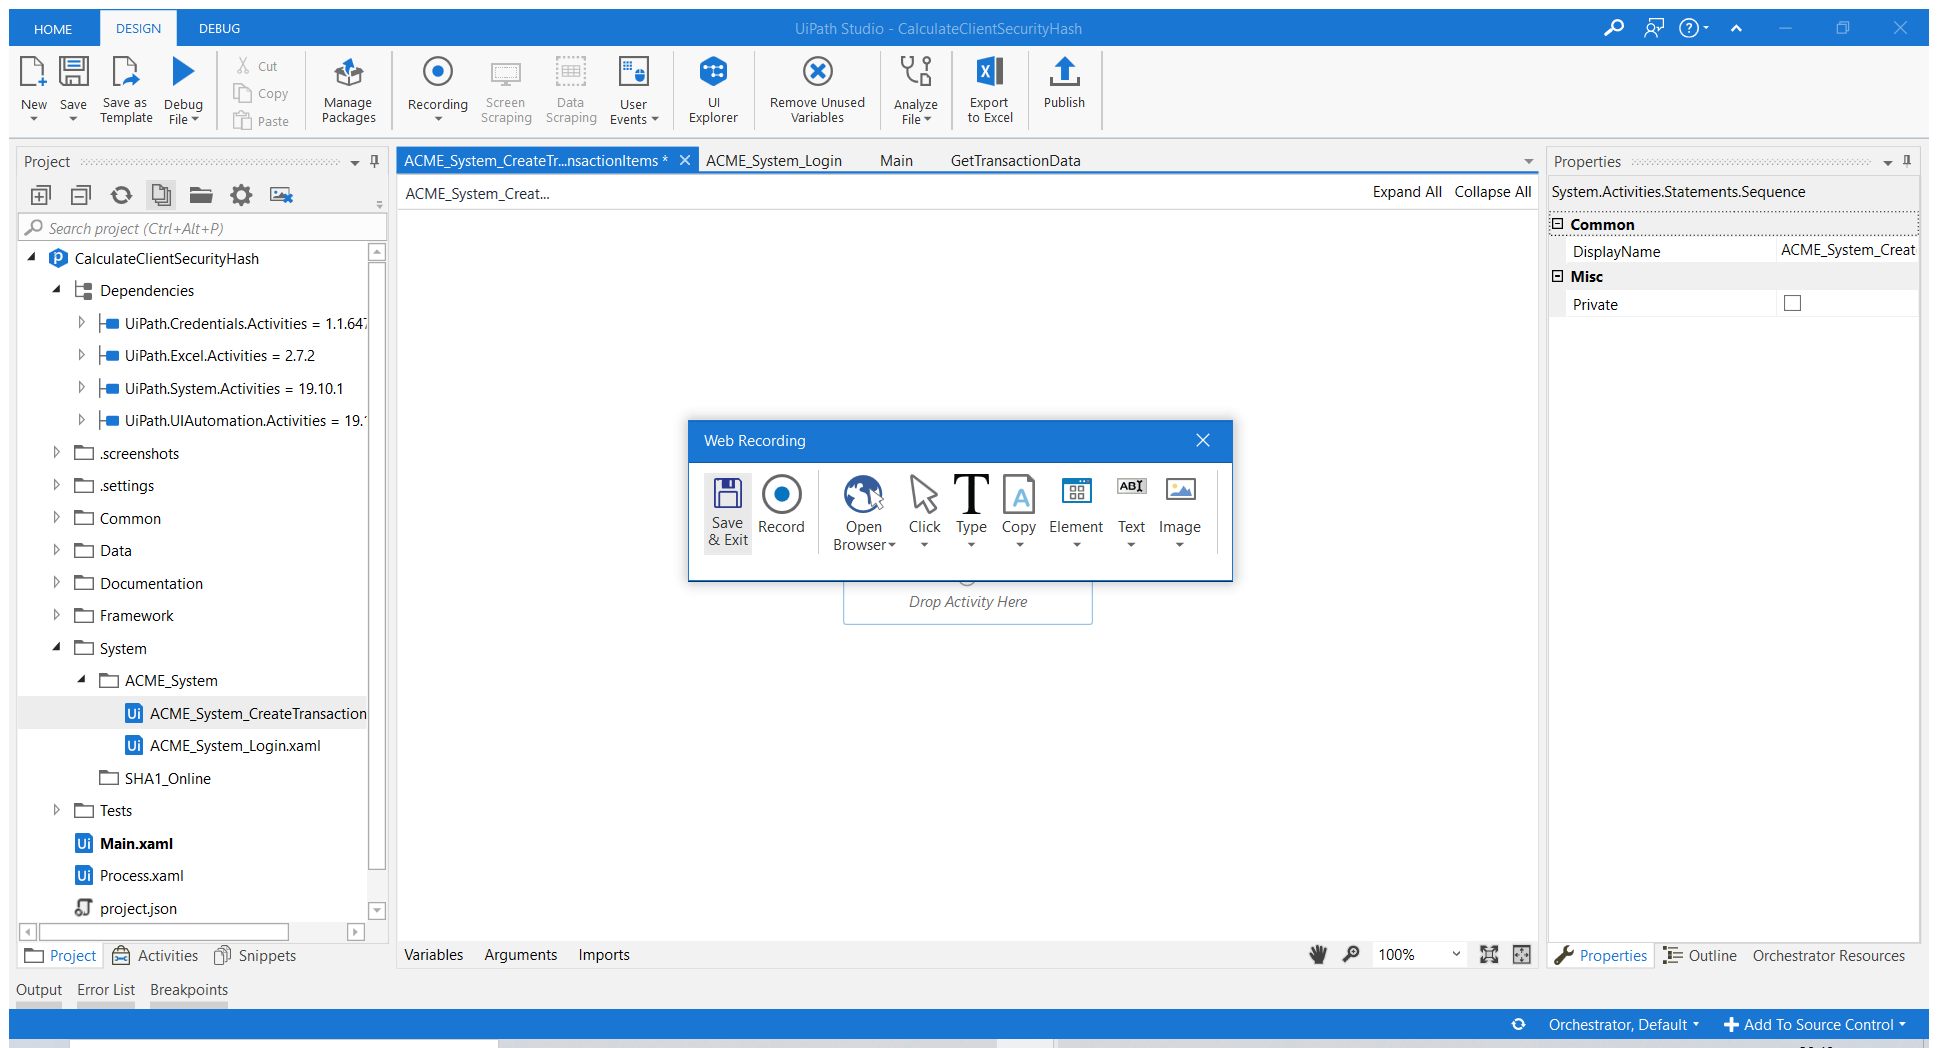 HOME DESIGN DEBUG UiPath Studio - CalculateClientSecurityHash
New Save Save as Template Debug File Cut Copy Paste Manage Packages Recording Screen Scraping Data Scraping User Events UI Explorer Remove Unused Variables Analyze File Export to Excel Publish
Project
Search project (Ctrl+Alt+P)
CalculateClientSecurityHash
Dependencies
UiPath.Credentials.Activities = 1.1.647
UiPath.Excel.Activities = 2.7.2
UiPath.System.Activities = 19.10.1
UiPath.UIAutomation.Activities = 19.
.screenshots
.settings
Common
Data
Documentation
Framework
System
ACME_System
Ui ACME_System_CreateTransaction
Ui ACME_System_Login.xaml
SHA1_Online
Tests
Ui Main.xaml
Ui Process.xaml
project.json
Project Activities Snippets
ACME_System_CreateTr...nsactionItems * ACME_System_Login Main GetTransactionData
ACME_System_Creat... Expand All Collapse All
Web Recording
Save & Exit Record Open Browser Click Type Copy Element Text Image
Drop Activity Here
Variables Arguments Imports 100%
Properties
System.Activities.Statements.Sequence
Common
DisplayName ACME_System_Creat
Misc
Private
Properties Outline Orchestrator Resources
Output Error List Breakpoints
Orchestrator, Default Add To Source Control